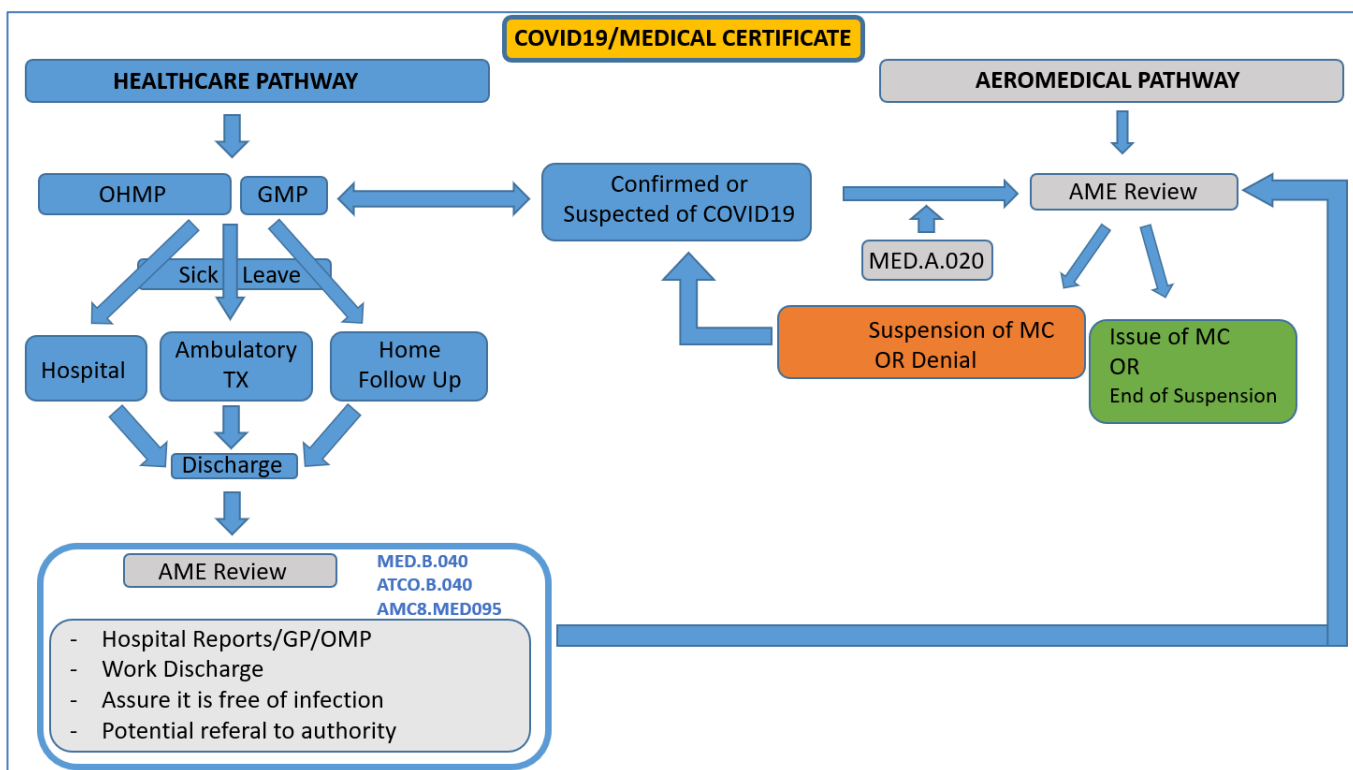 COVID19/MEDICAL CERTIFICATE
HEALTHCARE PATHWAY
AEROMEDICAL PATHWAY
OHMP
GMP
Confirmed or
Suspected of COVID19
AME Review
MED.A.020
Sick Leave
Hospital
Ambulatory
TX
Home
Follow Up
Suspension of MC
OR Denial
Issue of MC
OR
End of Suspension
Discharge
AME Review
MED.B.040
ATCO.B.040
AMC8.MED095
- Hospital Reports/GP/OMP
- Work Discharge
- Assure it is free of infection
- Potential referal to authority